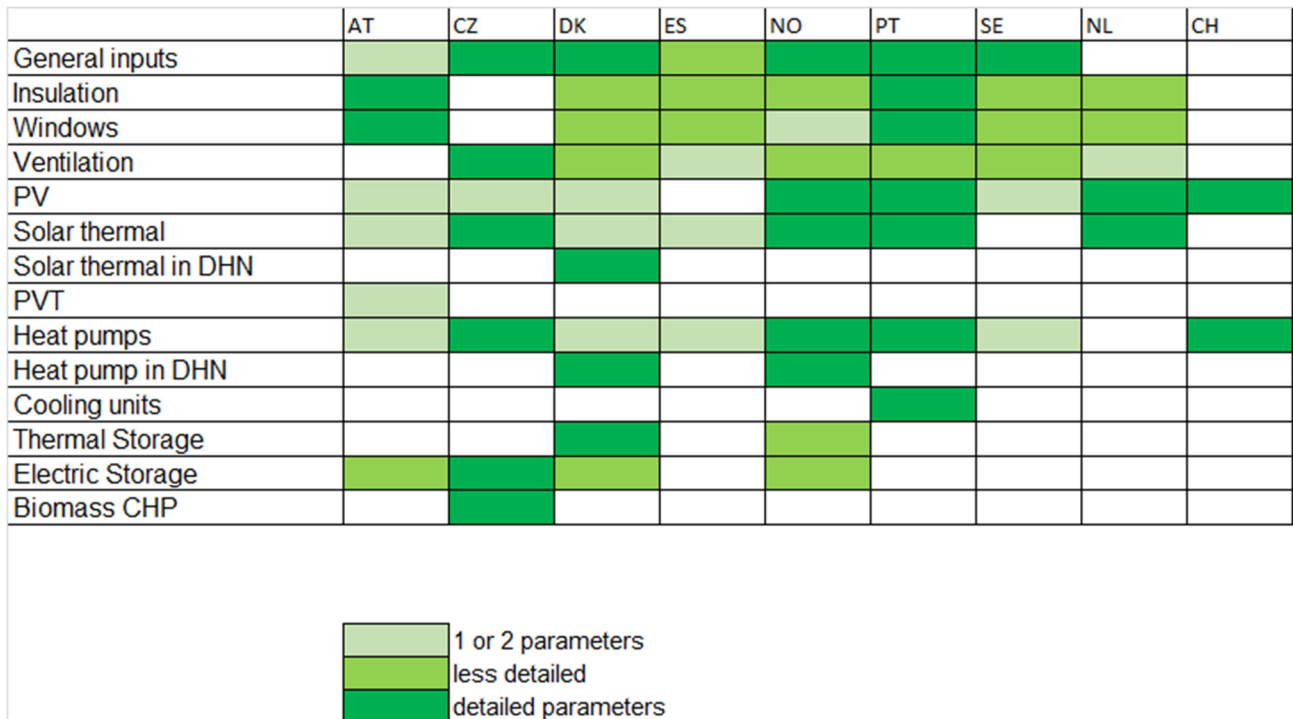 AT CZ DK ES NO PT SE NL CH
General inputs
Insulation
Windows
Ventilation
PV
Solar thermal
Solar thermal in DHN
PVT
Heat pumps
Heat pump in DHN
Cooling units
Thermal Storage
Electric Storage
Biomass CHP
1 or 2 parameters
less detailed
detailed parameters